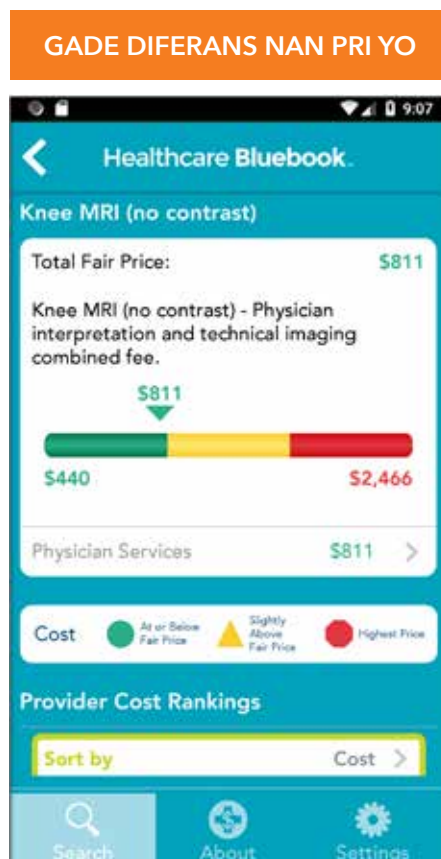 GADE DIFERANS NAN PRI YO
9:07
Healthcare Bluebook
Knee MRI (no contrast)
Total Fair Price: $811
Knee MRI (no contrast) - Physician
interpretation and technical imaging
combined fee.
$811
$440 $2,466
Physician Services $811
Cost
At or Below
Fair Price
Slightly
Above
Fair Price
Highest Price
Provider Cost Rankings
Sort by Cost
Search About Settings